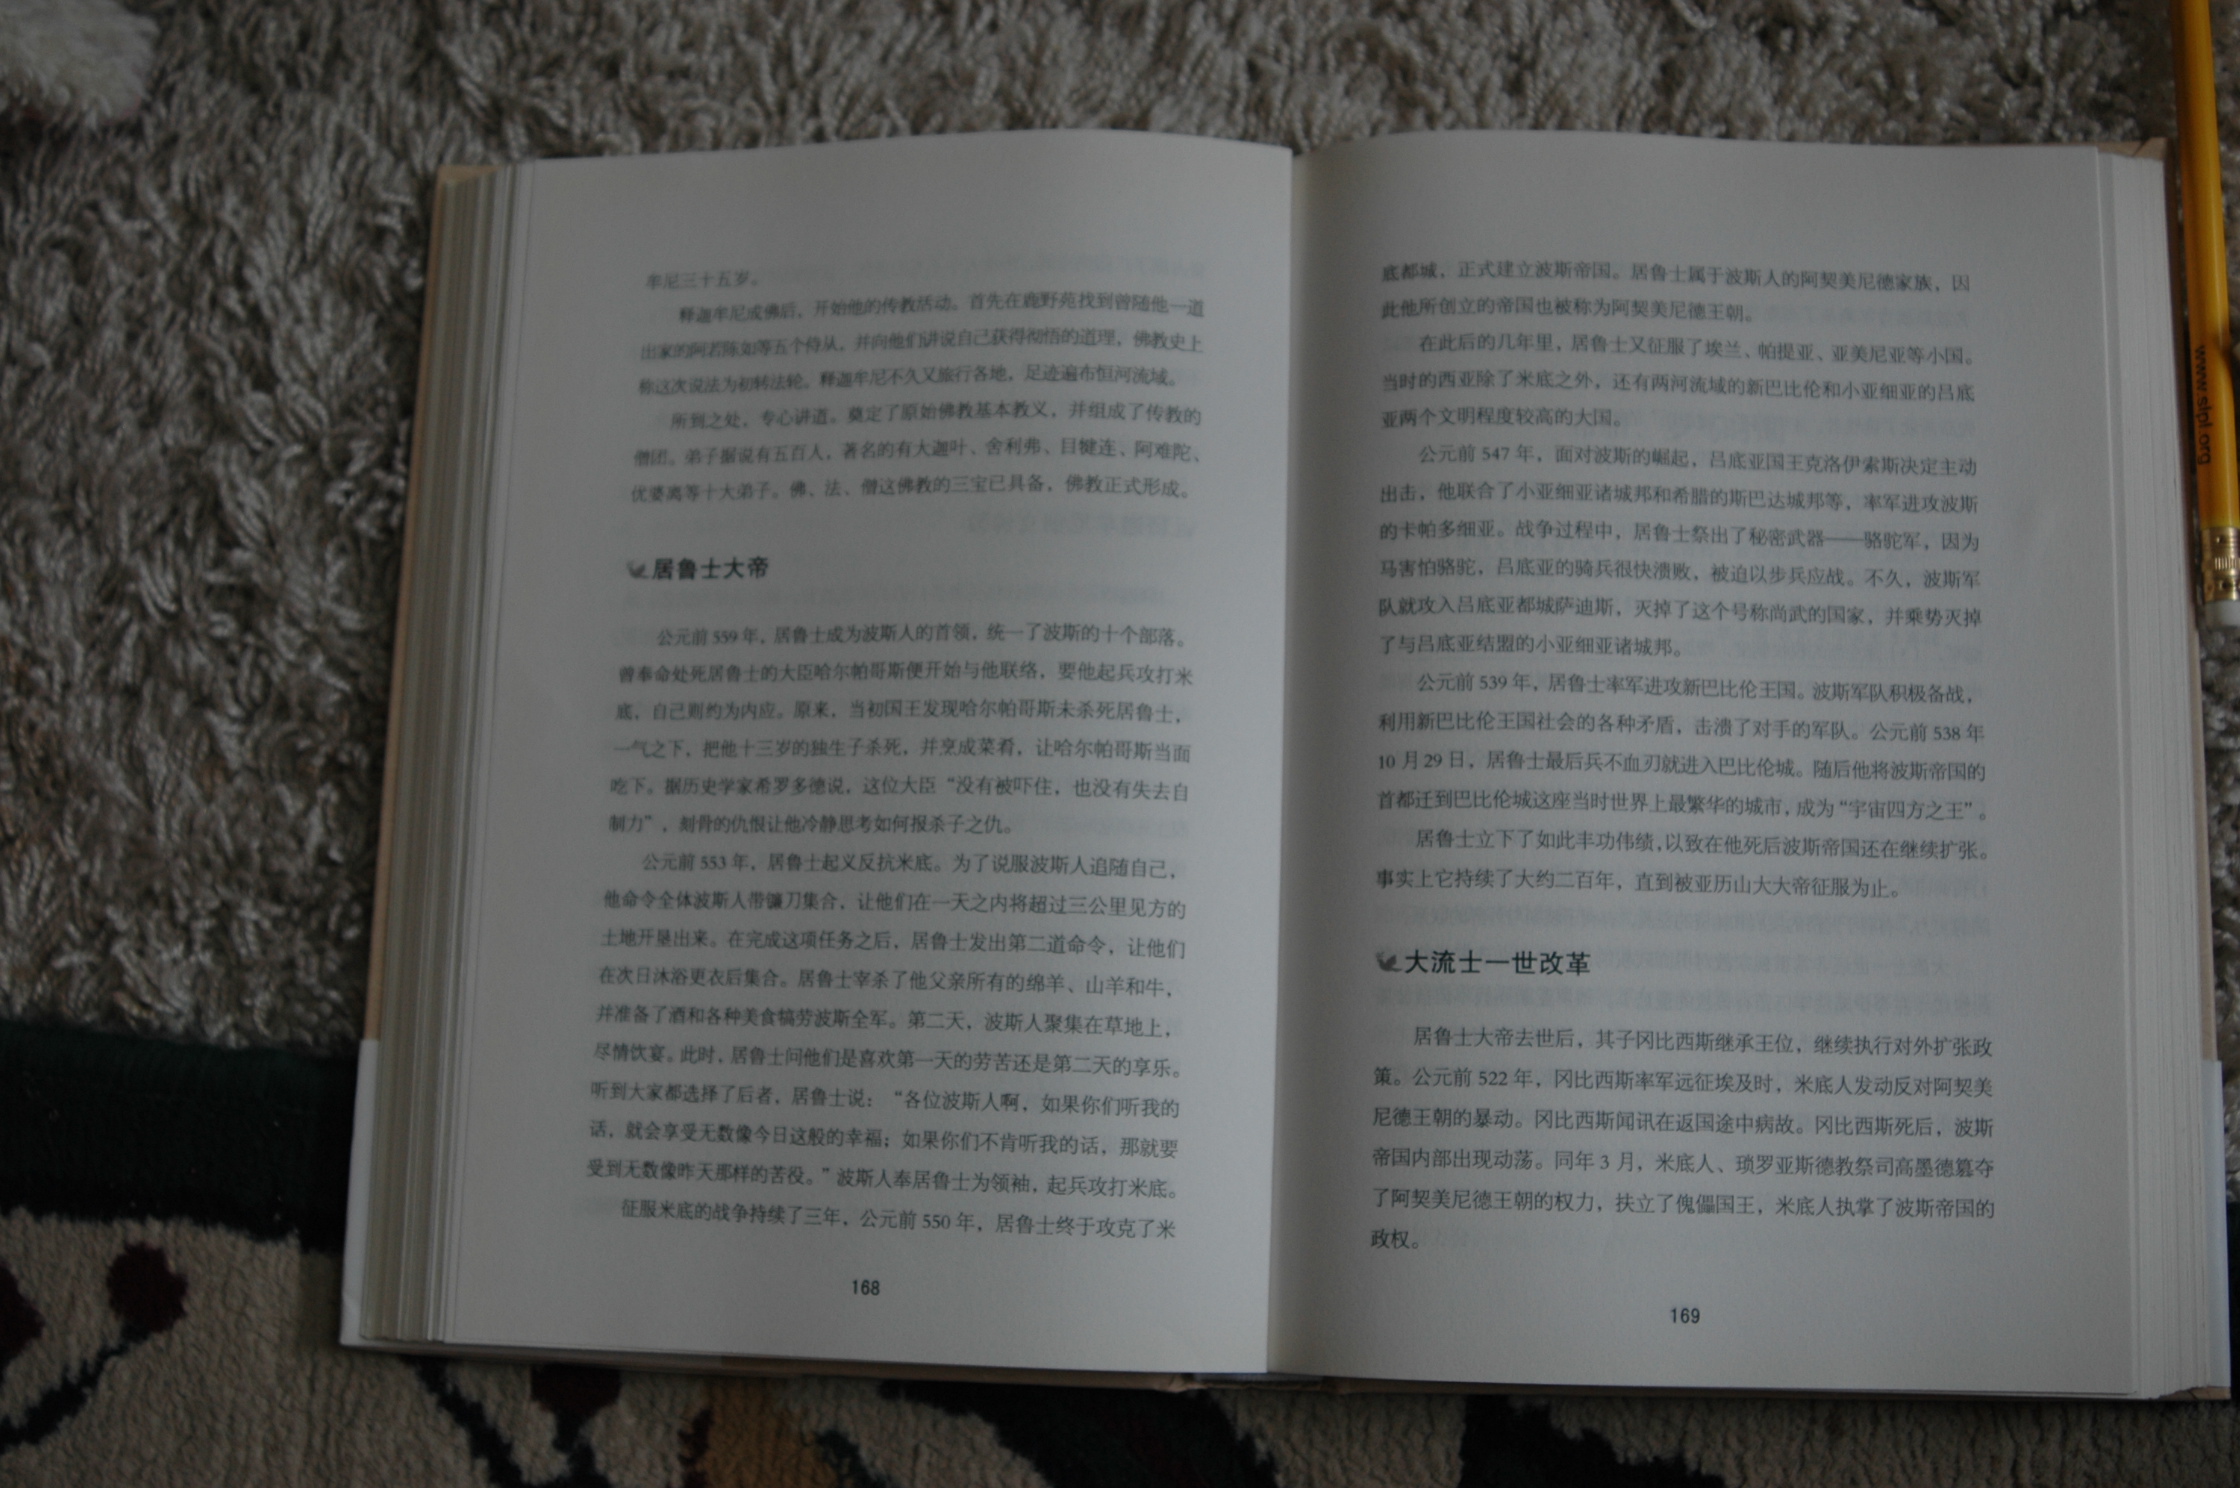 www.slpl.org
牟尼三十五岁。
释迦牟尼成佛后，开始他的传教活动。首先在鹿野苑找到曾随他一道
出家的阿若憍陈如等五个侍从，并向他们讲说自己获得彻悟的道理，佛教史上
称这次说法为初转法轮。释迦牟尼不久又旅行各地，足迹遍布恒河流域。
所到之处，专心讲道。奠定了原始佛教基本教义，并组成了传教的
僧团。弟子据说有五百人，著名的有大迦叶、舍利弗、目犍连、阿难陀、
优婆离等十大弟子。佛、法、僧这佛教的三宝已具备，佛教正式形成。
居鲁士大帝
公元前 559 年，居鲁士成为波斯人的首领，统一了波斯的十个部落。
曾奉命处死居鲁士的大臣哈尔帕哥斯便开始与他联络，要他起兵攻打米
底，自己则约为内应。原来，当初国王发现哈尔帕哥斯未杀死居鲁士，
一气之下，把他十三岁的独生子杀死，并烹成菜肴，让哈尔帕哥斯当面
吃下。据历史学家希罗多德说，这位大臣“没有被吓住，也没有失去自
制力”，刻骨的仇恨让他冷静思考如何报杀子之仇。
公元前 553 年，居鲁士起义反抗米底。为了说服波斯人追随自己，
他命令全体波斯人带镰刀集合，让他们在一天之内将超过三公里见方的
土地开垦出来。在完成这项任务之后，居鲁士发出第二道命令，让他们
在次日沐浴更衣后集合。居鲁士宰杀了他父亲所有的绵羊、山羊和牛，
并准备了酒和各种美食犒劳波斯全军。第二天，波斯人聚集在草地上，
尽情饮宴。此时，居鲁士问他们是喜欢第一天的劳苦还是第二天的享乐。
听到大家都选择了后者，居鲁士说：“各位波斯人啊，如果你们听我的
话，就会享受无数像今日这般的幸福；如果你们不肯听我的话，那就要
受到无数像昨天那样的苦役。”波斯人奉居鲁士为领袖，起兵攻打米底。
征服米底的战争持续了三年，公元前 550 年，居鲁士终于攻克了米
168
底都城，正式建立波斯帝国。居鲁士属于波斯人的阿契美尼德家族，因
此他所创立的帝国也被称为阿契美尼德王朝。
在此后的几年里，居鲁士又征服了埃兰、帕提亚、亚美尼亚等小国。
当时的西亚除了米底之外，还有两河流域的新巴比伦和小亚细亚的吕底
亚两个文明程度较高的大国。
公元前 547 年，面对波斯的崛起，吕底亚国王克洛伊索斯决定主动
出击，他联合了小亚细亚诸城邦和希腊的斯巴达城邦等，率军进攻波斯
的卡帕多细亚。战争过程中，居鲁士祭出了秘密武器——骆驼军，因为
马害怕骆驼，吕底亚的骑兵很快溃败，被迫以步兵应战。不久，波斯军
队就攻入吕底亚都城萨迪斯，灭掉了这个号称尚武的国家，并乘势灭掉
了与吕底亚结盟的小亚细亚诸城邦。
公元前 539 年，居鲁士率军进攻新巴比伦王国。波斯军队积极备战，
利用新巴比伦王国社会的各种矛盾，击溃了对手的军队。公元前 538 年
10 月 29 日，居鲁士最后兵不血刃就进入巴比伦城。随后他将波斯帝国的
首都迁到巴比伦城这座当时世界上最繁华的城市，成为“宇宙四方之王”。
居鲁士立下了如此丰功伟绩，以致在他死后波斯帝国还在继续扩张。
事实上它持续了大约二百年，直到被亚历山大大帝征服为止。
大流士一世改革
居鲁士大帝去世后，其子冈比西斯继承王位，继续执行对外扩张政
策。公元前 522 年，冈比西斯率军远征埃及时，米底人发动反对阿契美
尼德王朝的暴动。冈比西斯闻讯在返国途中病故。冈比西斯死后，波斯
帝国内部出现动荡。同年 3 月，米底人、琐罗亚斯德教祭司高墨德篡夺
了阿契美尼德王朝的权力，扶立了傀儡国王，米底人执掌了波斯帝国的
政权。
169